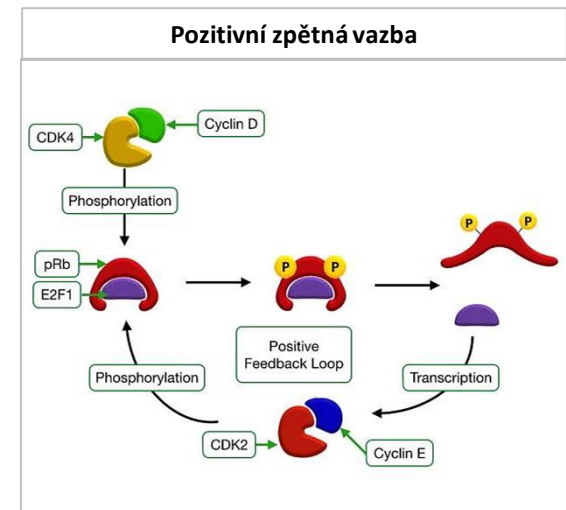 Pozitivní zpětná vazba
CDK4
Cyclin D
Phosphorylation
P
P
pRb
P
P
E2F1
Positive
Feedback Loop
Phosphorylation
Transcription
CDK2
Cyclin E